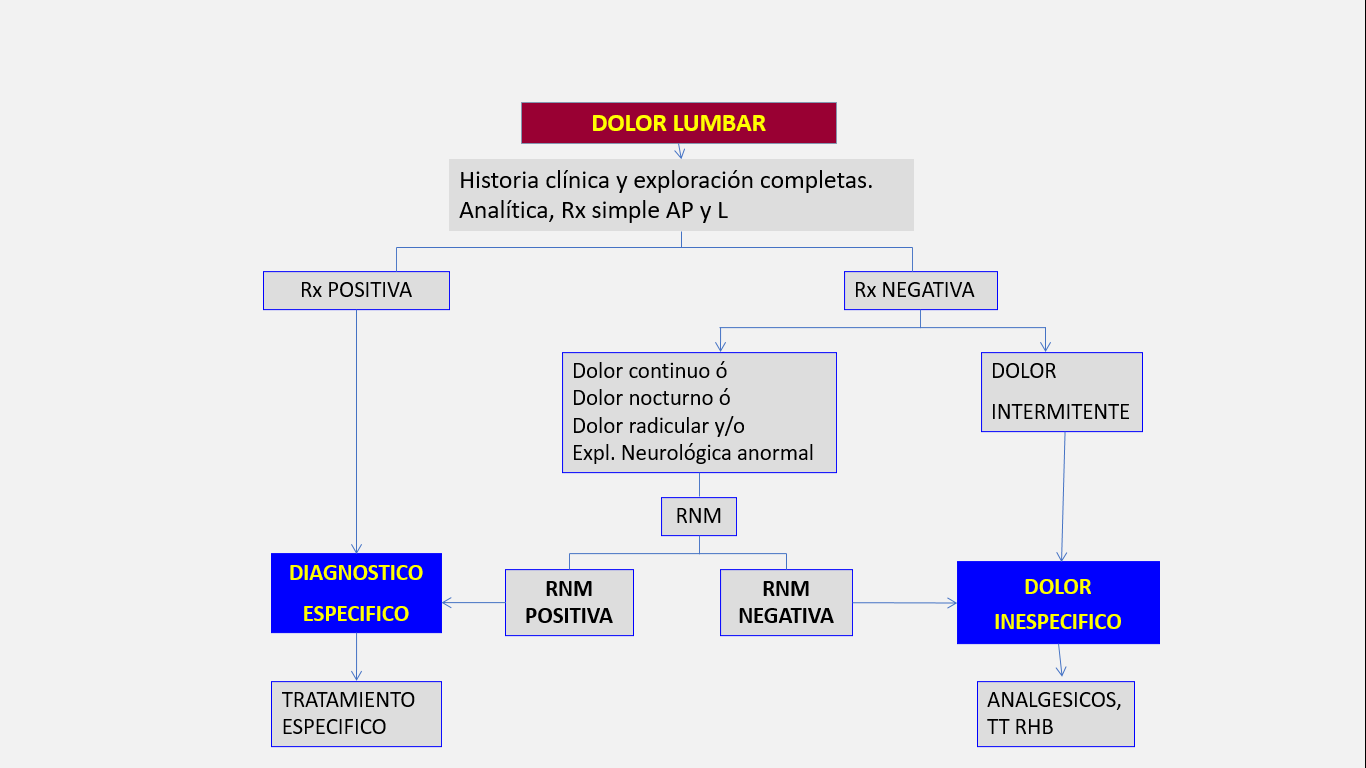 DOLOR LUMBAR
Historia clínica y exploración completas.
Analítica, Rx simple AP y L
Rx POSITIVA
Rx NEGATIVA
Dolor continuo ó
Dolor nocturno ó
Dolor radicular y/o
Expl. Neurológica anormal
DOLOR
INTERMITENTE
RNM
DIAGNOSTICO
ESPECIFICO
RNM
POSITIVA
RNM
NEGATIVA
DOLOR
INESPECIFICO
TRATAMIENTO
ESPECIFICO
ANALGESICOS,
TT RHB